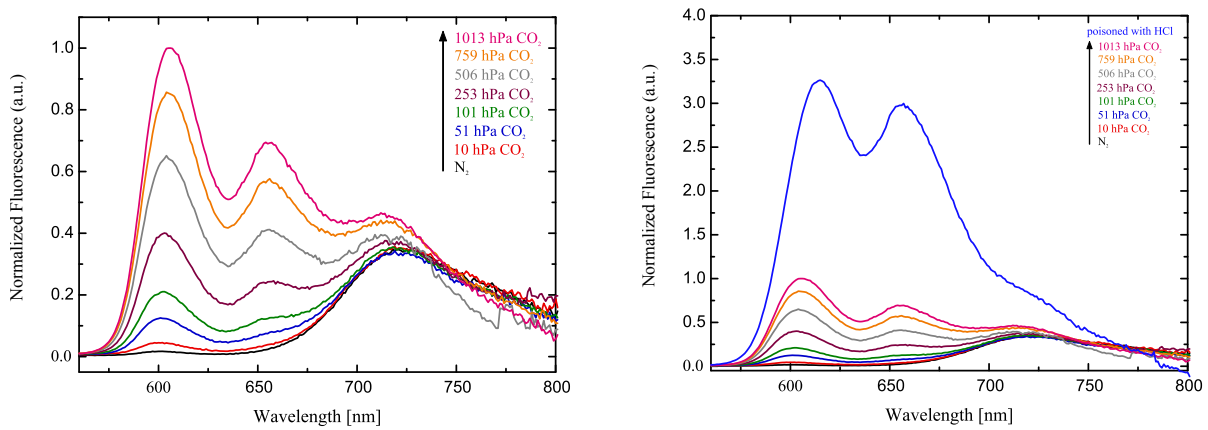 1.0
0.8
0.6
0.4
0.2
0.0
Normalized Fluorescence (a.u.)
1013 hPa CO₂
759 hPa CO₂
506 hPa CO₂
253 hPa CO₂
101 hPa CO₂
51 hPa CO₂
10 hPa CO₂
N₂
600 650 700 750 800
Wavelength [nm]
4.0
3.5
3.0
2.5
2.0
1.5
1.0
0.5
0.0
Normalized Fluorescence (a.u.)
poisoned with HCl
1013 hPa CO₂
759 hPa CO₂
506 hPa CO₂
253 hPa CO₂
101 hPa CO₂
51 hPa CO₂
10 hPa CO₂
N₂
600 650 700 750 800
Wavelength [nm]